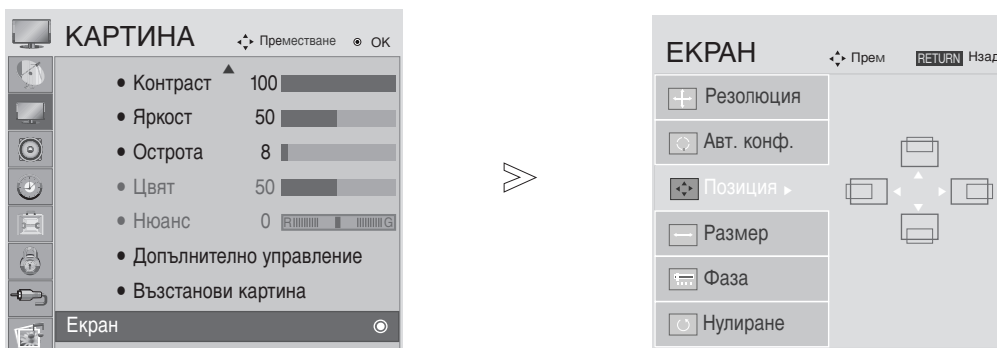 КАРТИНА Преместване OK
• Контраст 100
• Яркост 50
• Острота 8
• Цвят 50
• Нюанс 0 R G
• Допълнително управление
• Възстанови картина
Екран
ЕКРАН Прем RETURN Нзад
Резолюция
Авт. конф.
Позиция
Размер
Фаза
Нулиране